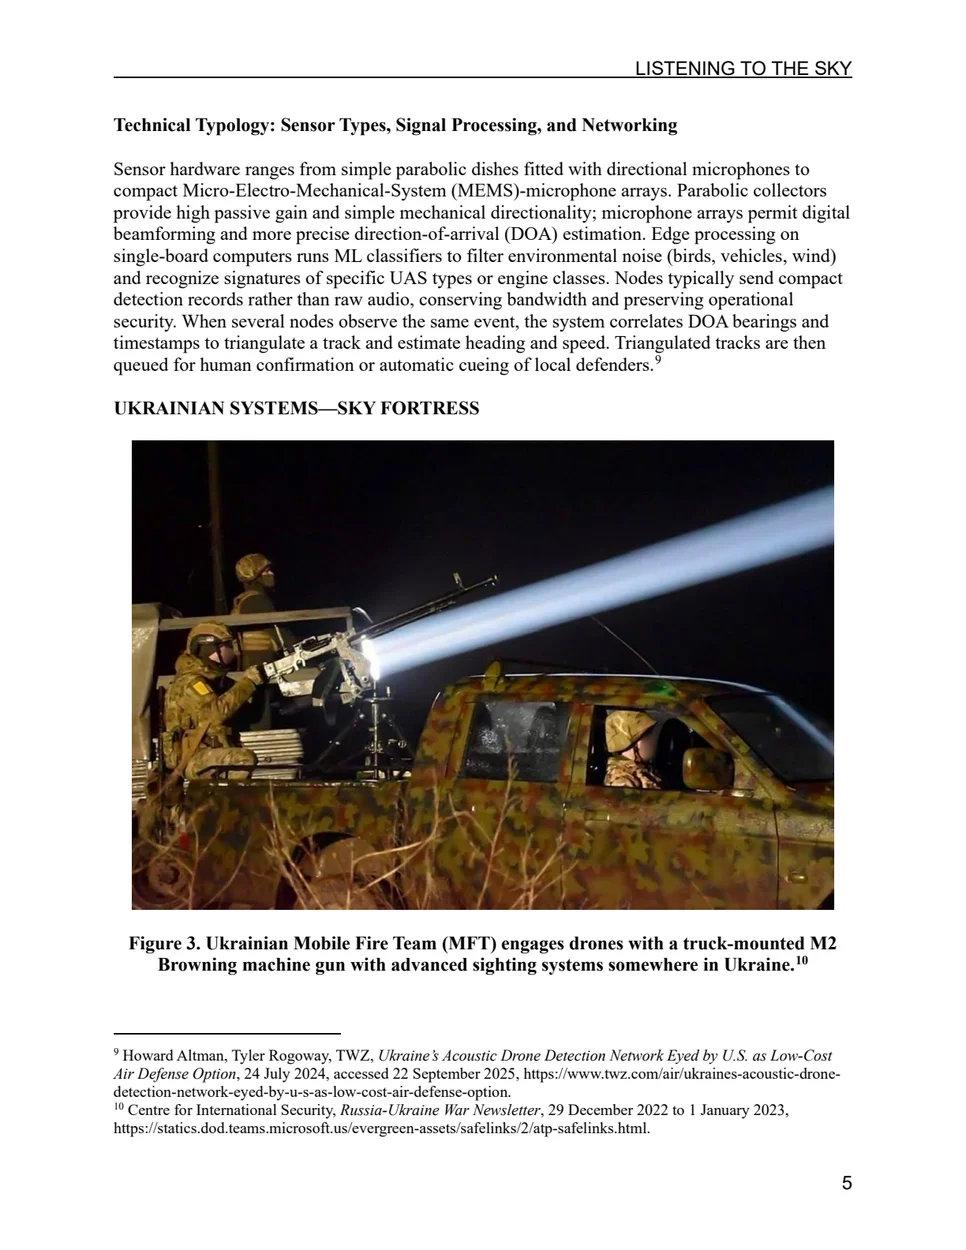 LISTENING TO THE SKY
Technical Typology: Sensor Types, Signal Processing, and Networking
Sensor hardware ranges from simple parabolic dishes fitted with directional microphones to
compact Micro-Electro-Mechanical-System (MEMS)-microphone arrays. Parabolic collectors
provide high passive gain and simple mechanical directionality; microphone arrays permit digital
beamforming and more precise direction-of-arrival (DOA) estimation. Edge processing on
single-board computers runs ML classifiers to filter environmental noise (birds, vehicles, wind)
and recognize signatures of specific UAS types or engine classes. Nodes typically send compact
detection records rather than raw audio, conserving bandwidth and preserving operational
security. When several nodes observe the same event, the system correlates DOA bearings and
timestamps to triangulate a track and estimate heading and speed. Triangulated tracks are then
queued for human confirmation or automatic cueing of local defenders.9
UKRAINIAN SYSTEMS—SKY FORTRESS
Figure 3. Ukrainian Mobile Fire Team (MFT) engages drones with a truck-mounted M2
Browning machine gun with advanced sighting systems somewhere in Ukraine.10
9 Howard Altman, Tyler Rogoway, TWZ, Ukraine’s Acoustic Drone Detection Network Eyed by U.S. as Low-Cost
Air Defense Option, 24 July 2024, accessed 22 September 2025, https://www.twz.com/air/ukraines-acoustic-drone-
detection-network-eyed-by-u-s-as-low-cost-air-defense-option.
10 Centre for International Security, Russia-Ukraine War Newsletter, 29 December 2022 to 1 January 2023,
https://statics.dod.teams.microsoft.us/evergreen-assets/safelinks/2/atp-safelinks.html.
5